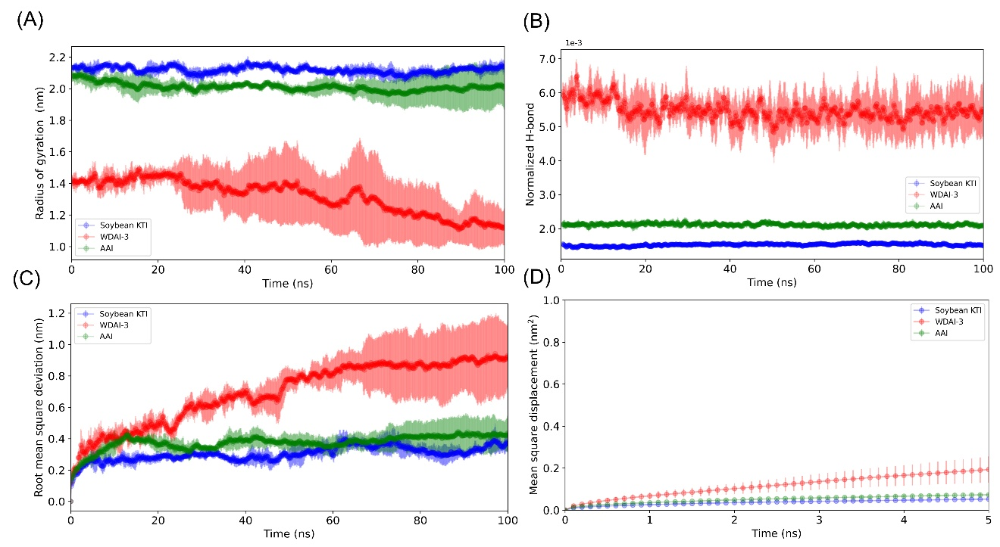 (A)
Radius of gyration (nm)
2.2
2.0
1.8
1.6
1.4
1.2
1.0
Soybean KTI
WDAI-3
AAI
0 20 40 60 80 100
Time (ns)
(B)
1e-3
Normalized H-bond
7.0
6.0
5.0
4.0
3.0
2.0
Soybean KTI
WDAI-3
AAI
0 20 40 60 80 100
Time (ns)
(C)
Root mean square deviation (nm)
1.2
1.0
0.8
0.6
0.4
0.2
0.0
Soybean KTI
WDAI-3
AAI
0 20 40 60 80 100
Time (ns)
(D)
Mean square displacement (nm²)
1.0
0.8
0.6
0.4
0.2
0.0
Soybean KTI
WDAI-3
AAI
0 1 2 3 4 5
Time (ns)